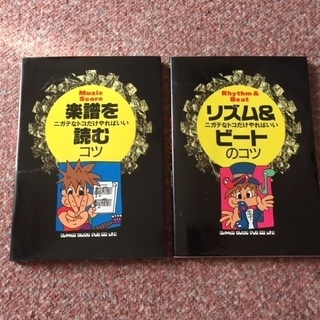 Music
Score
楽譜を
ニガテなトコだけやればいい
読む
コツ
Rhythm &
Beat
リズム&
ニガテなトコだけやればいい
ビート
のコツ